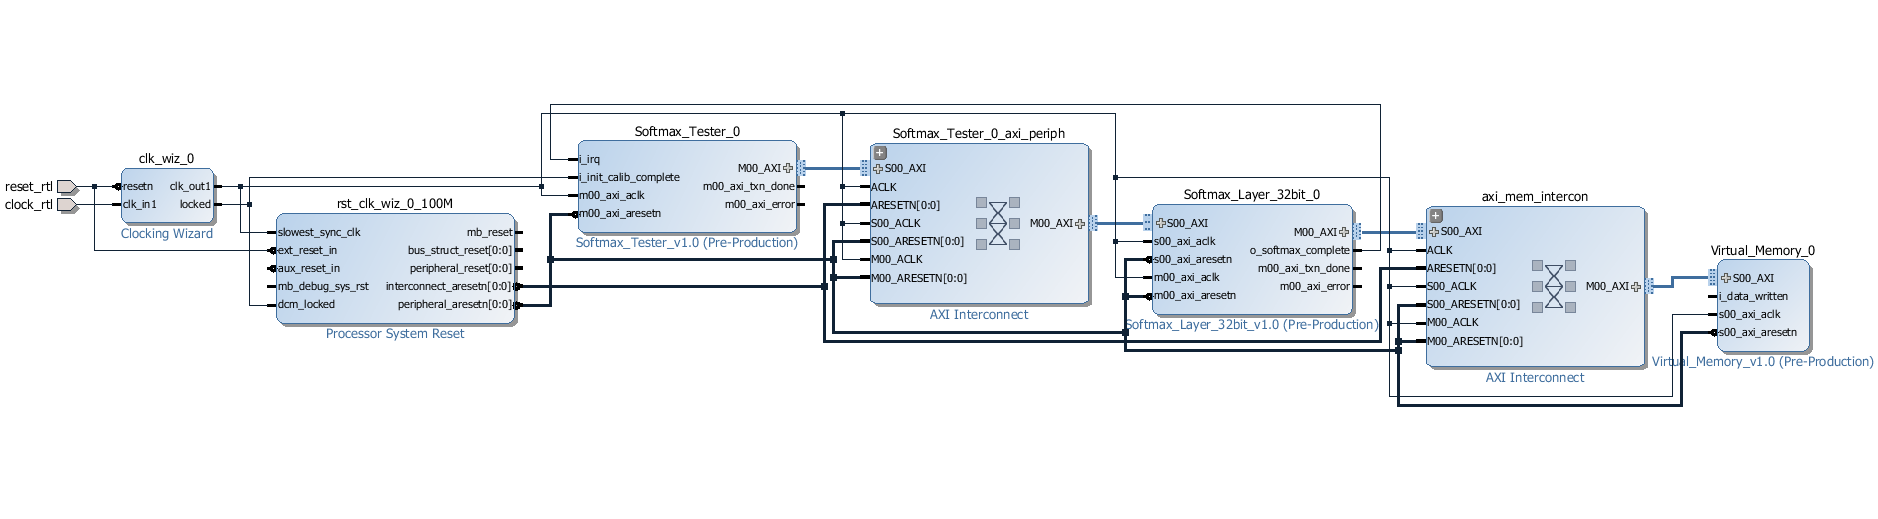 reset_rtl
clock_rtl
clk_wiz_0
resetn
clk_in1
clk_out1
locked
Clocking Wizard
rst_clk_wiz_0_100M
slowest_sync_clk
ext_reset_in
aux_reset_in
mb_debug_sys_rst
dcm_locked
mb_reset
bus_struct_reset[0:0]
peripheral_reset[0:0]
interconnect_aresetn[0:0]
peripheral_aresetn[0:0]
Processor System Reset
Softmax_Tester_0
i_irq
i_init_calib_complete
m00_axi_aclk
m00_axi_aresetn
M00_AXI
m00_axi_txn_done
m00_axi_error
Softmax_Tester_v1.0 (Pre-Production)
Softmax_Tester_0_axi_periph
S00_AXI
ACLK
ARESETN[0:0]
S00_ACLK
S00_ARESETN[0:0]
M00_ACLK
M00_ARESETN[0:0]
M00_AXI
AXI Interconnect
Softmax_Layer_32bit_0
S00_AXI
s00_axi_aclk
s00_axi_aresetn
m00_axi_aclk
m00_axi_aresetn
M00_AXI
o_softmax_complete
m00_axi_txn_done
m00_axi_error
Softmax_Layer_32bit_v1.0 (Pre-Production)
axi_mem_intercon
S00_AXI
ACLK
ARESETN[0:0]
S00_ACLK
S00_ARESETN[0:0]
M00_ACLK
M00_ARESETN[0:0]
M00_AXI
AXI Interconnect
Virtual_Memory_0
S00_AXI
i_data_written
s00_axi_aclk
s00_axi_aresetn
Virtual_Memory_v1.0 (Pre-Production)